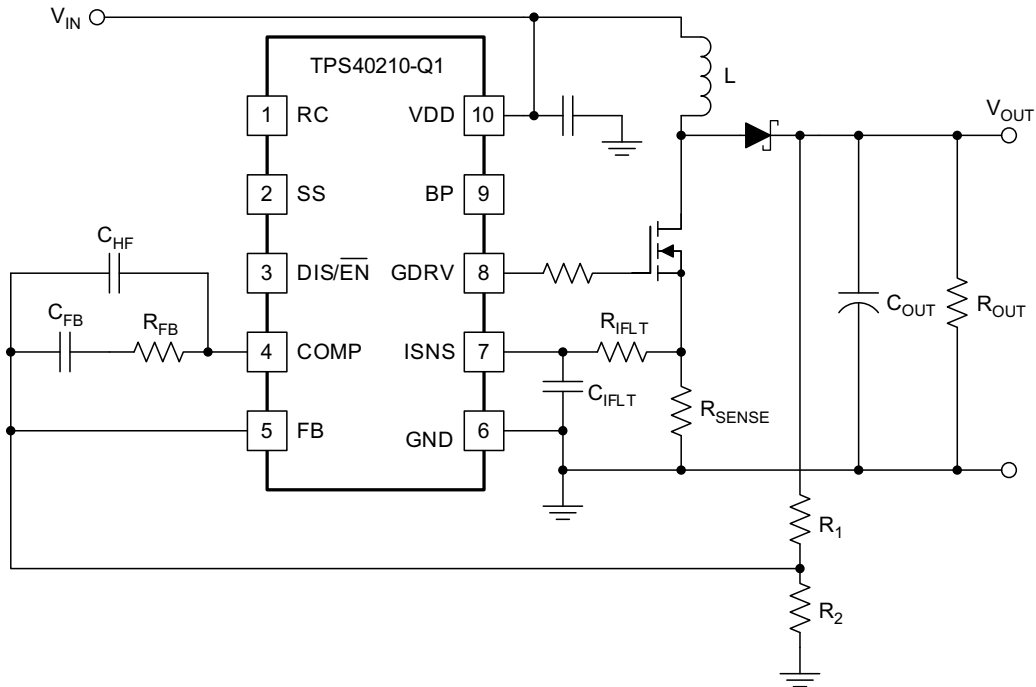 V_IN
TPS40210-Q1
L
1 RC VDD 10
V_OUT
2 SS BP 9
C_HF
3 DIS/E̅N̅ GDRV 8
C_OUT R_OUT
C_FB R_FB
R_IFLT
4 COMP ISNS 7
C_IFLT
R_SENSE
5 FB GND 6
R_1
R_2